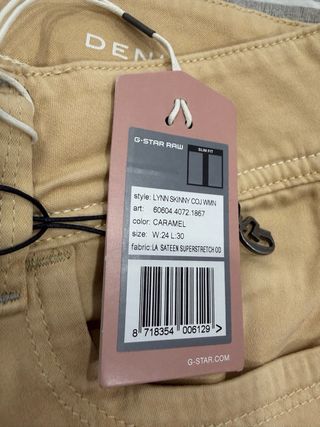 DEN
G-STAR RAW
SLIM FIT
style: LYNN SKINNY COJ WMN
art: 60604.4072.1867
color: CARAMEL
size: W:24 L:30
fabric: LA SATEEN SUPERSTRETCH OD
8 718354 006129 >
G-STAR.COM